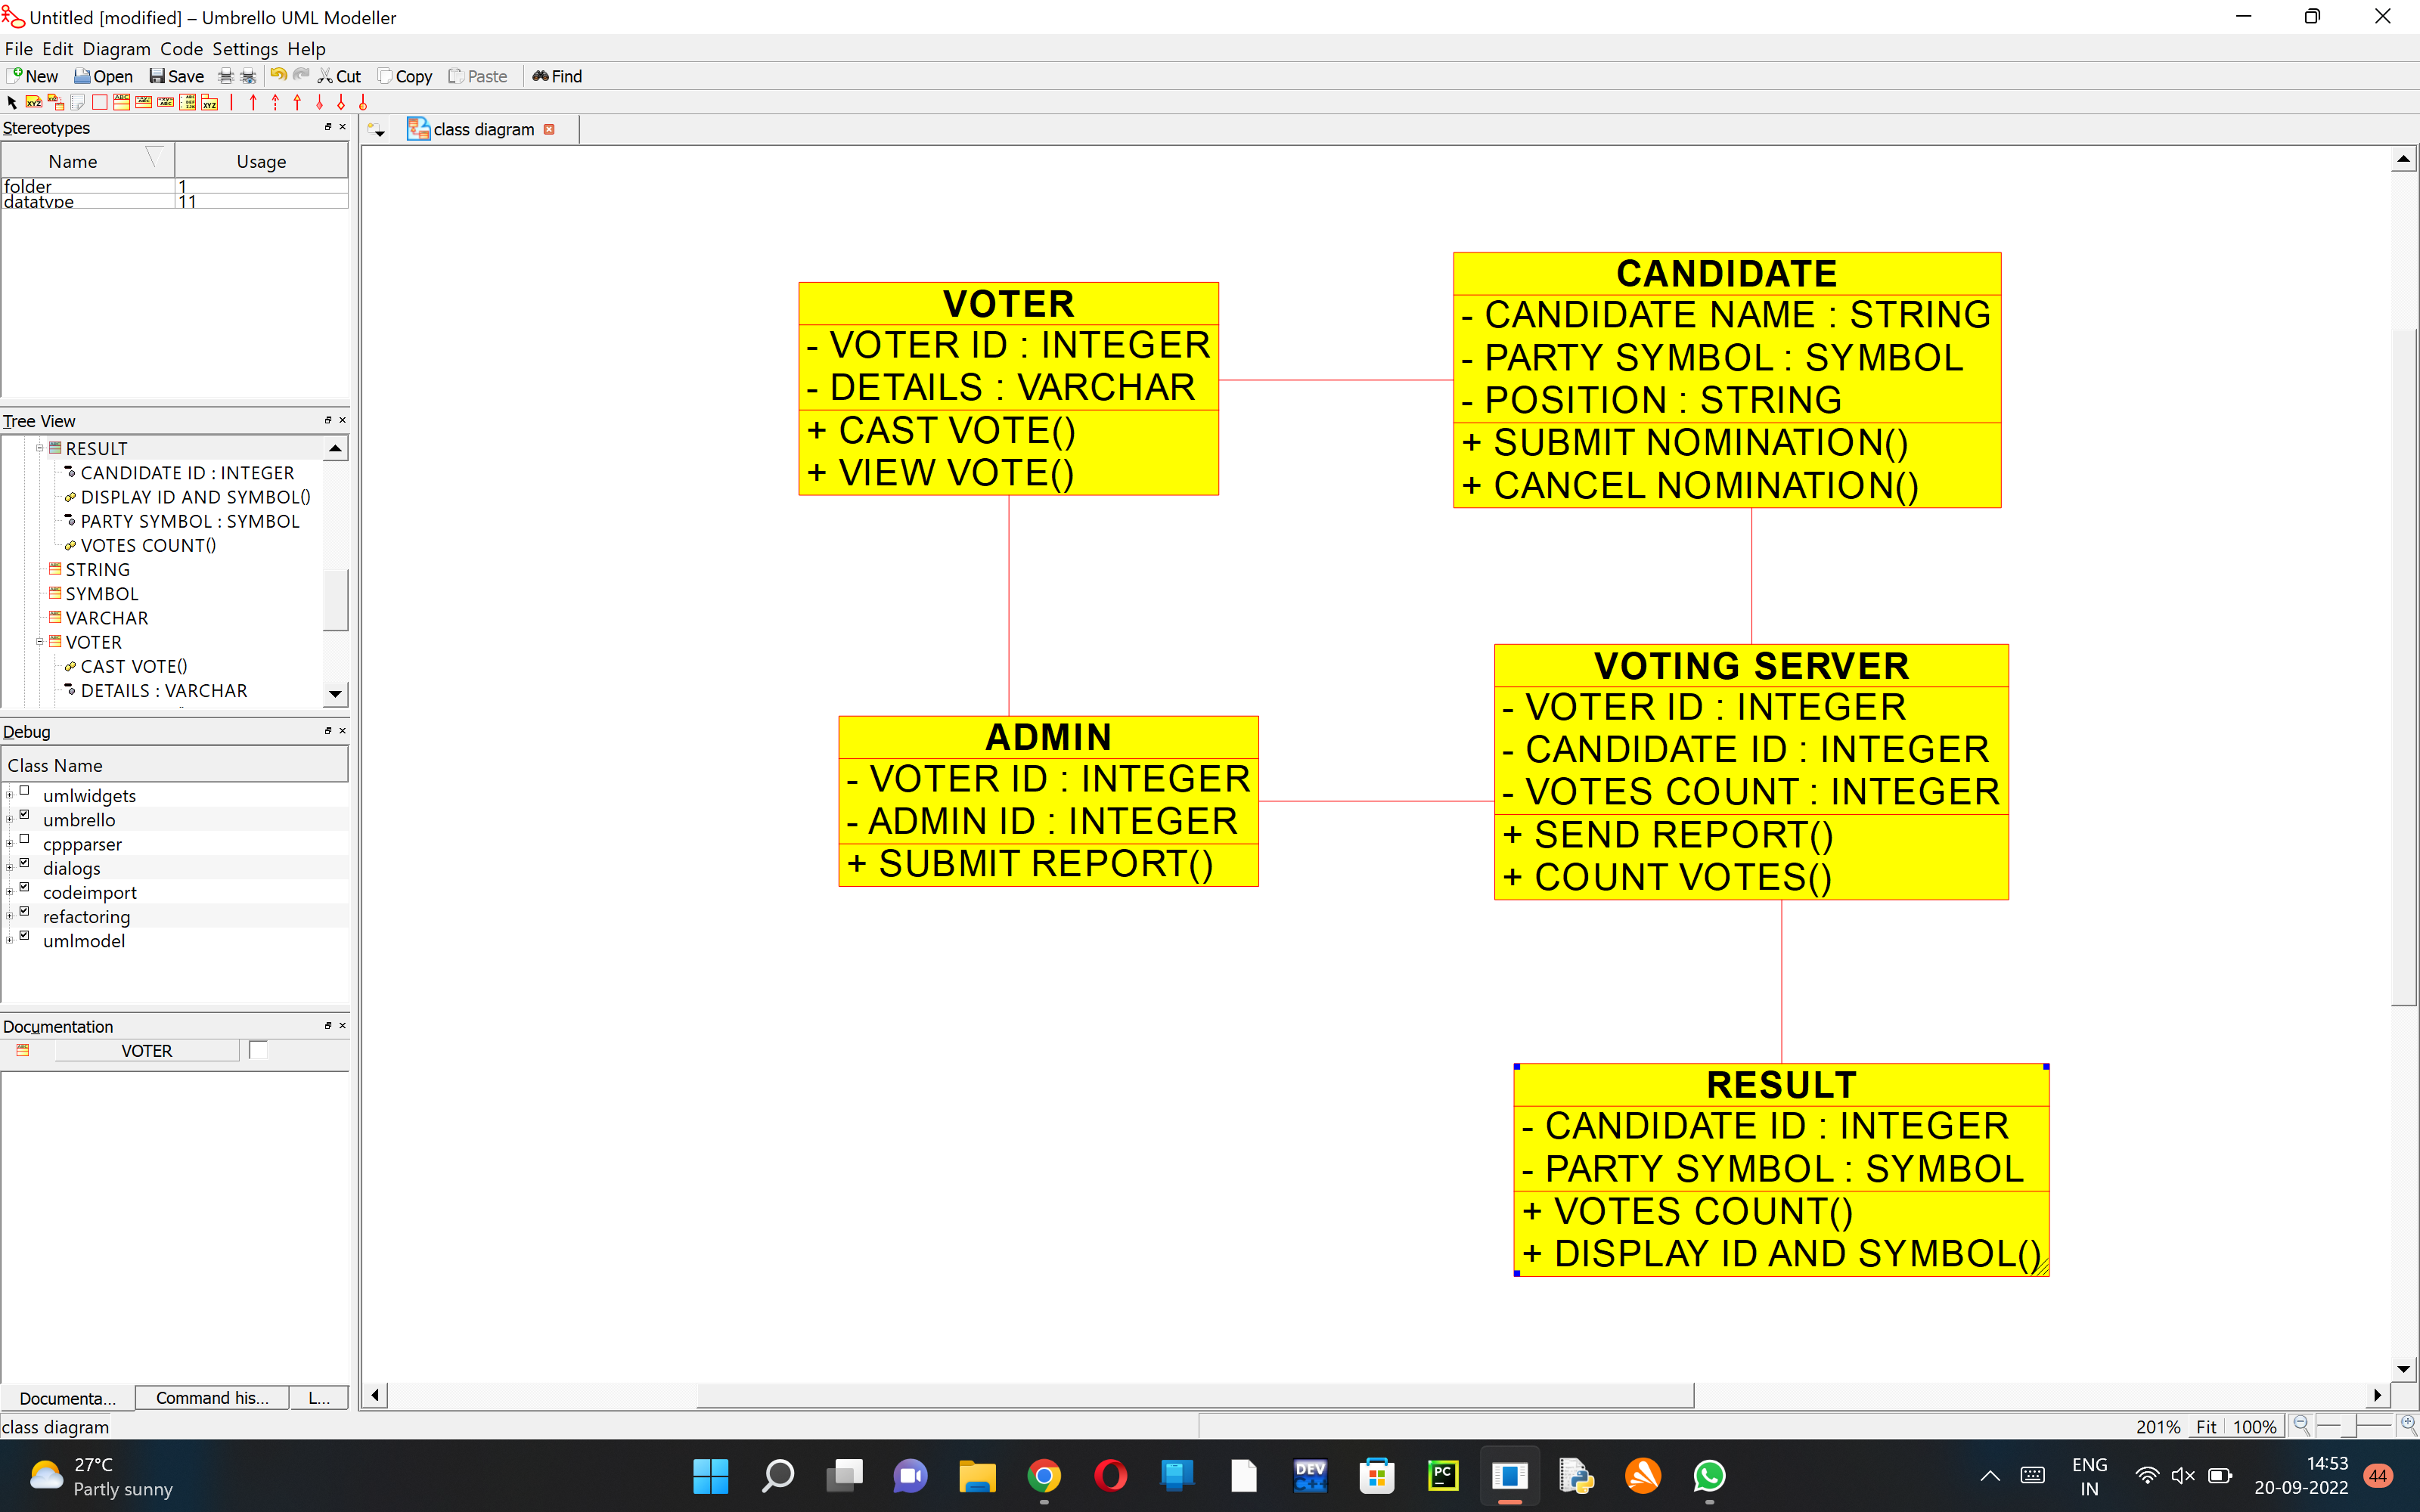 Untitled [modified] – Umbrello UML Modeller
File Edit Diagram Code Settings Help
New Open Save Cut Copy Paste Find
Stereotypes
class diagram
Name Usage
folder 1
datatype 11
Tree View
RESULT
CANDIDATE ID : INTEGER
DISPLAY ID AND SYMBOL()
PARTY SYMBOL : SYMBOL
VOTES COUNT()
STRING
SYMBOL
VARCHAR
VOTER
CAST VOTE()
DETAILS : VARCHAR
Debug
Class Name
umlwidgets
umbrello
cppparser
dialogs
codeimport
refactoring
umlmodel
Documentation
VOTER
Documenta... Command his... L...
VOTER
- VOTER ID : INTEGER
- DETAILS : VARCHAR
+ CAST VOTE()
+ VIEW VOTE()
CANDIDATE
- CANDIDATE NAME : STRING
- PARTY SYMBOL : SYMBOL
- POSITION : STRING
+ SUBMIT NOMINATION()
+ CANCEL NOMINATION()
ADMIN
- VOTER ID : INTEGER
- ADMIN ID : INTEGER
+ SUBMIT REPORT()
VOTING SERVER
- VOTER ID : INTEGER
- CANDIDATE ID : INTEGER
- VOTES COUNT : INTEGER
+ SEND REPORT()
+ COUNT VOTES()
RESULT
- CANDIDATE ID : INTEGER
- PARTY SYMBOL : SYMBOL
+ VOTES COUNT()
+ DISPLAY ID AND SYMBOL()
class diagram
201% Fit 100%
27°C
Partly sunny
DEV C++
PC
ENG
IN
14:53
20-09-2022
44